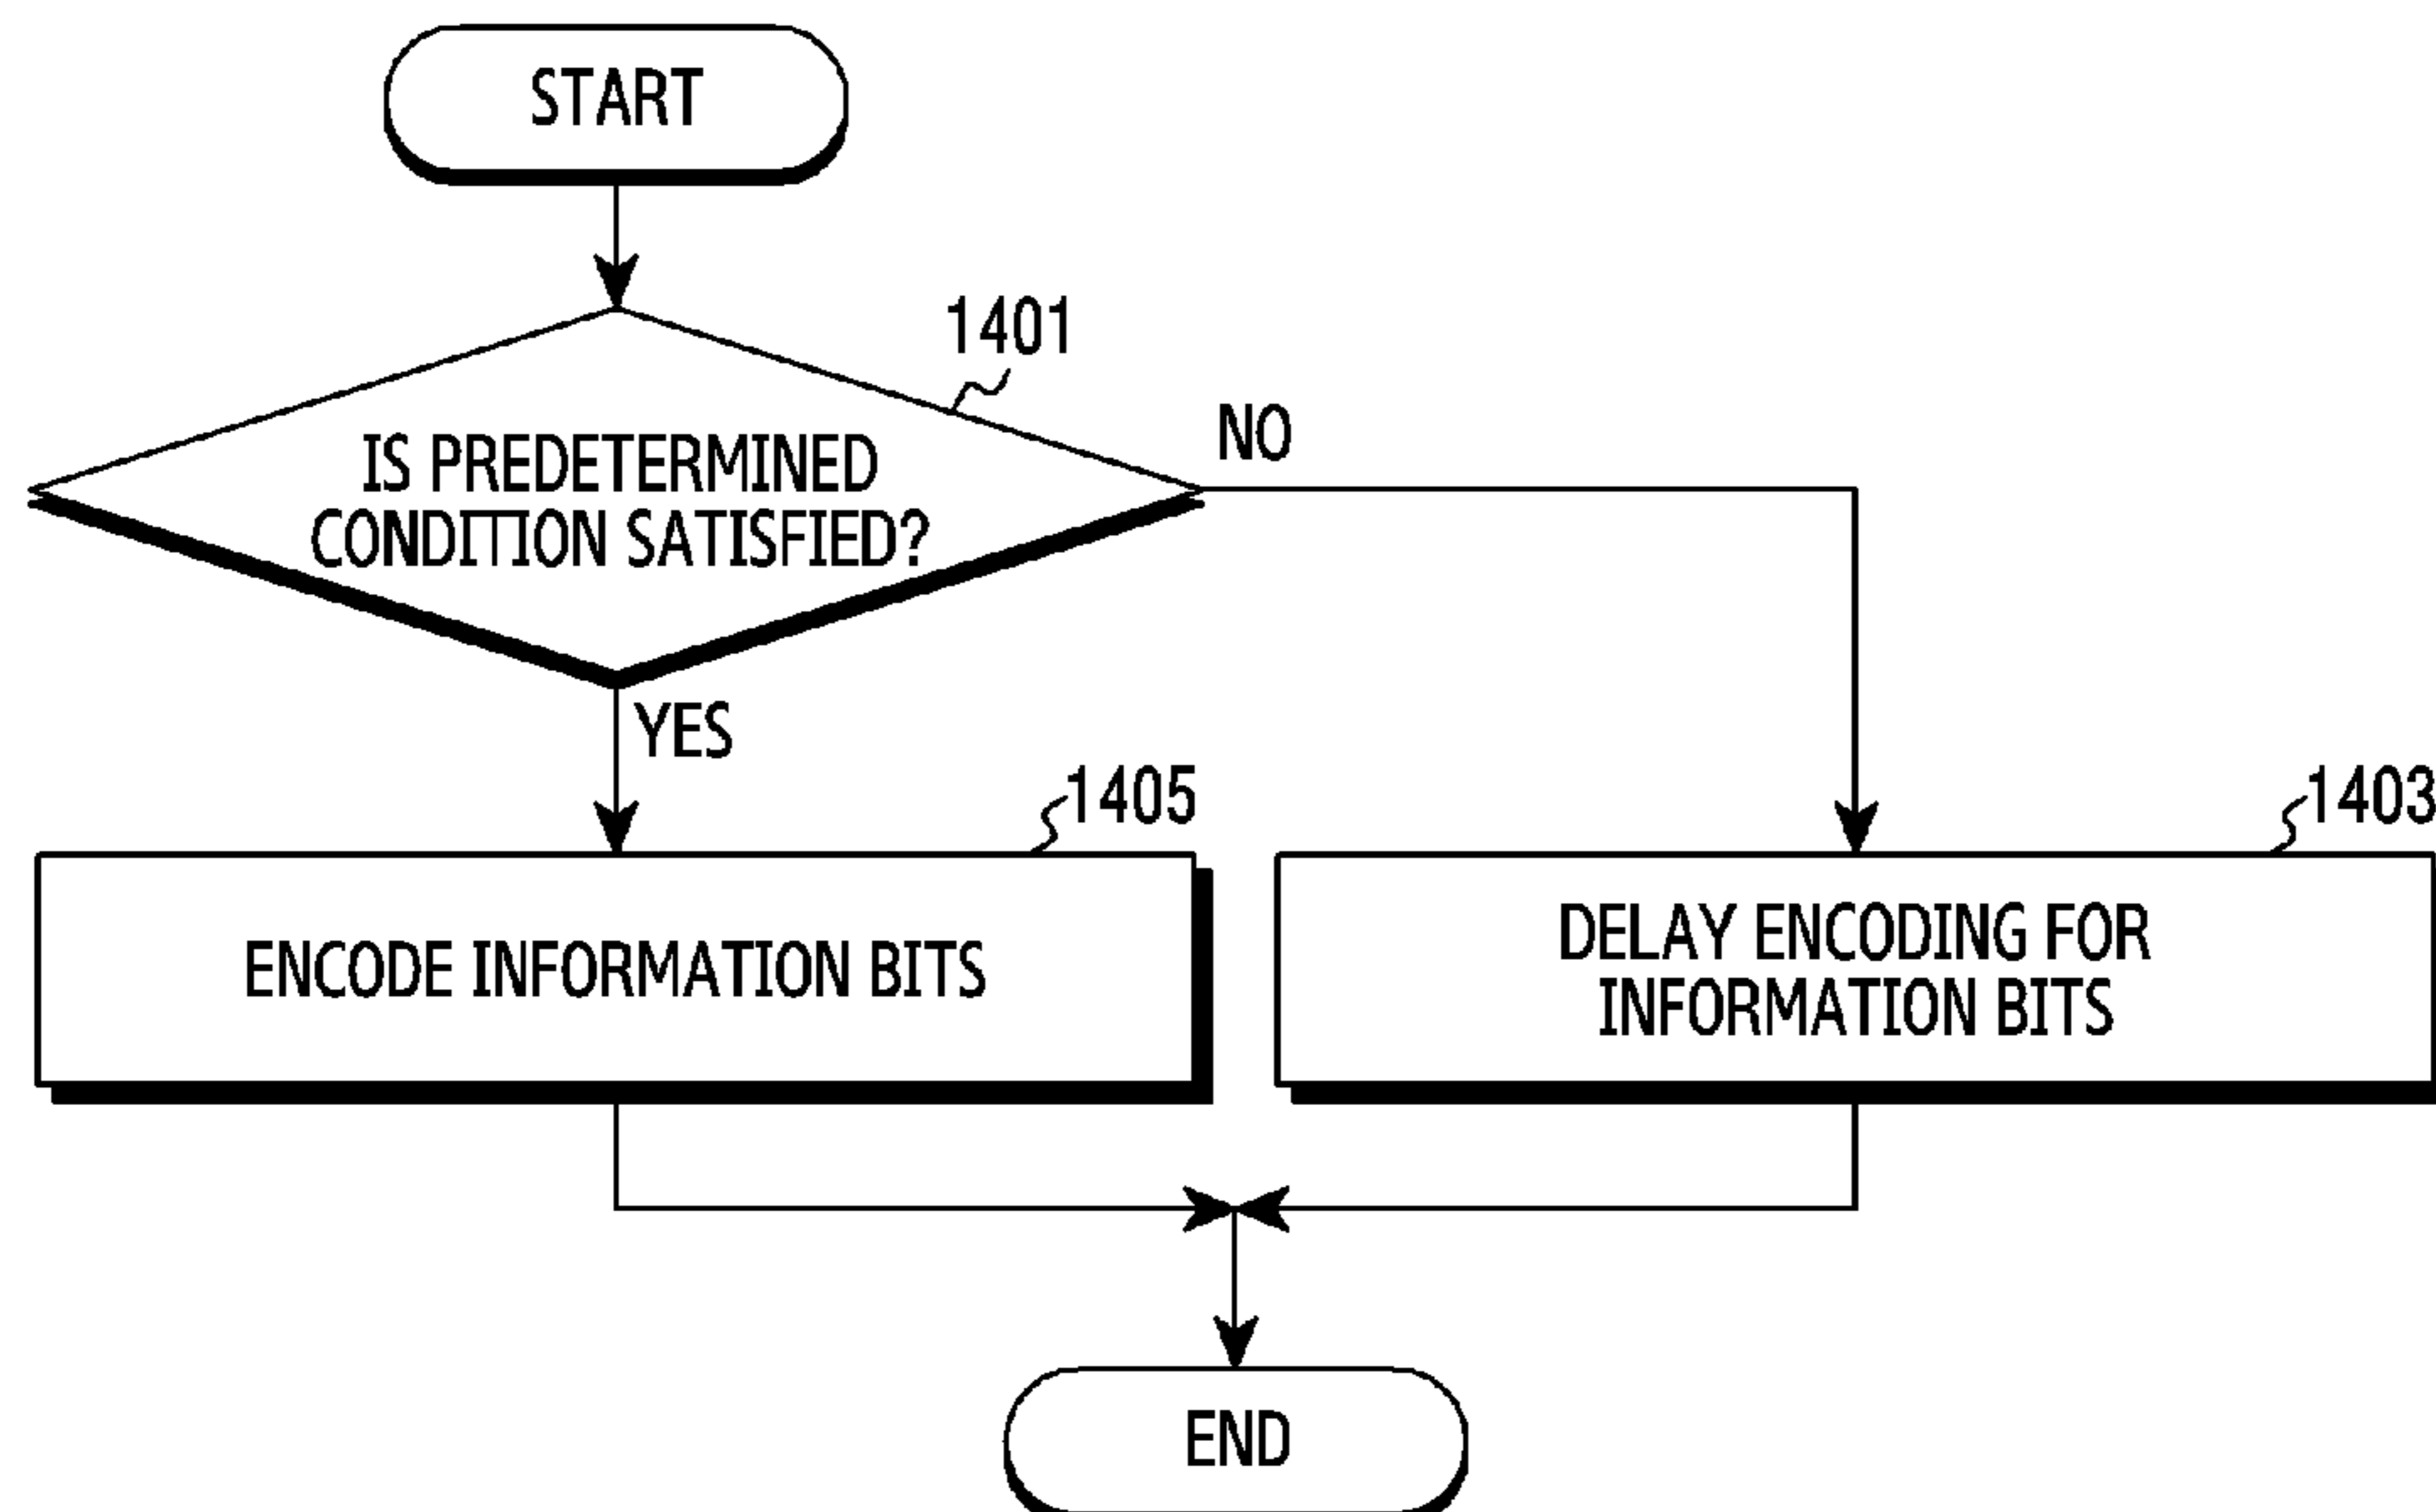 START
1401
IS PREDETERMINED
CONDITION SATISFIED?
NO
YES
1405
ENCODE INFORMATION BITS
1403
DELAY ENCODING FOR
INFORMATION BITS
END